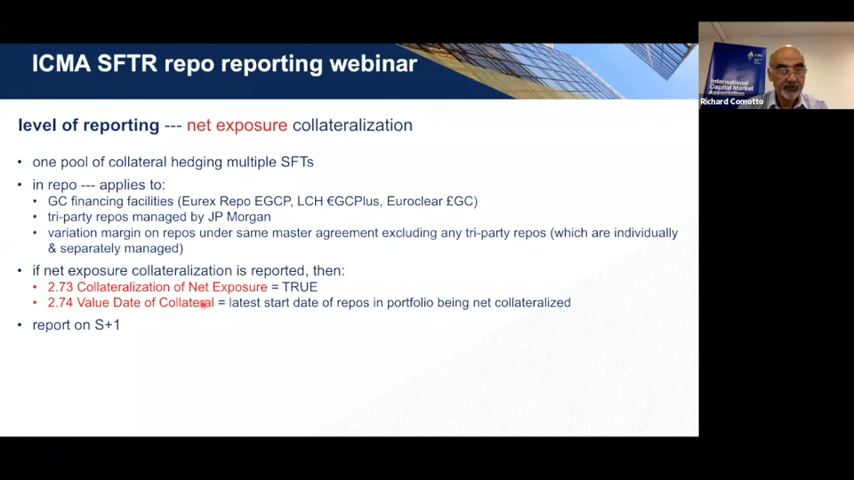 ICMA SFTR repo reporting webinar
level of reporting --- net exposure collateralization
• one pool of collateral hedging multiple SFTs
• in repo --- applies to:
• GC financing facilities (Eurex Repo EGCP, LCH €GCPlus, Euroclear £GC)
• tri-party repos managed by JP Morgan
• variation margin on repos under same master agreement excluding any tri-party repos (which are individually
& separately managed)
• if net exposure collateralization is reported, then:
• 2.73 Collateralization of Net Exposure = TRUE
• 2.74 Value Date of Collateral = latest start date of repos in portfolio being net collateralized
• report on S+1
International
Capital Market
Association
Richard Comotto